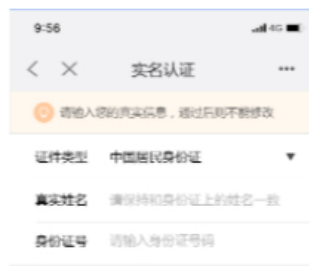 9:56
4G
实名认证
请输入您的真实信息，通过后则不能修改
证件类型 中国居民身份证
真实姓名 请保持和身份证上的姓名一致
身份证号 请输入身份证号码